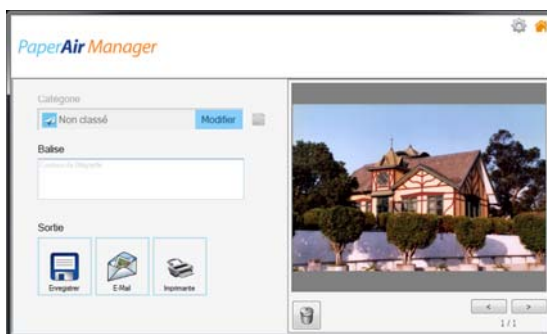 PaperAir Manager
Catégorie
Non classé
Modifier
Balise
Sortie
Enregistrer
E-Mail
Imprimante
< >
1 / 1